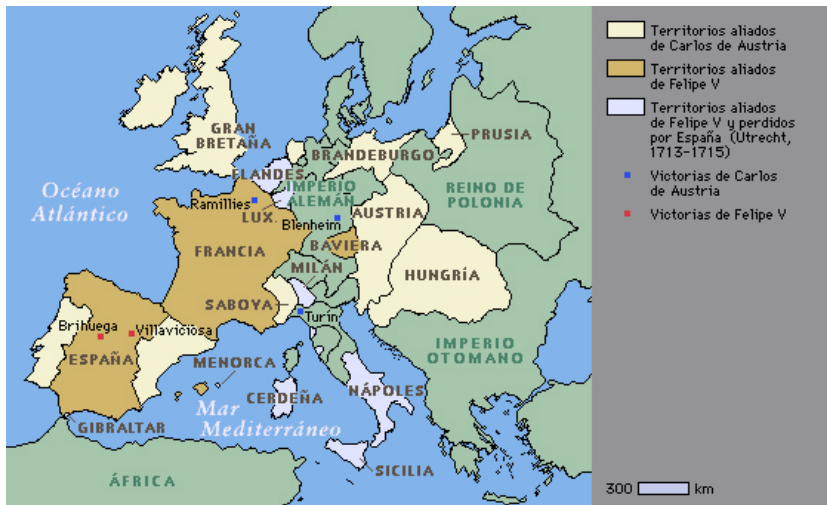 GRAN
BRETAÑA
PRUSIA
BRANDEBURGO
FLANDES
Océano
Atlántico
IMPERIO
ALEMÁN
REINO DE
POLONIA
Ramillies
LUX.
AUSTRIA
Blenheim
BAVIERA
FRANCIA
MILÁN
HUNGRÍA
SABOYA
Turín
Brihuega
Villaviciosa
IMPERIO
OTOMANO
ESPAÑA
MENORCA
NÁPOLES
CERDEÑA
Mar
Mediterráneo
GIBRALTAR
SICILIA
ÁFRICA
Territorios aliados
de Carlos de Austria
Territorios aliados
de Felipe V
Territorios aliados
de Felipe V y perdidos
por España (Utrecht,
1713-1715)
Victorias de Carlos
de Austria
Victorias de Felipe V
300 km